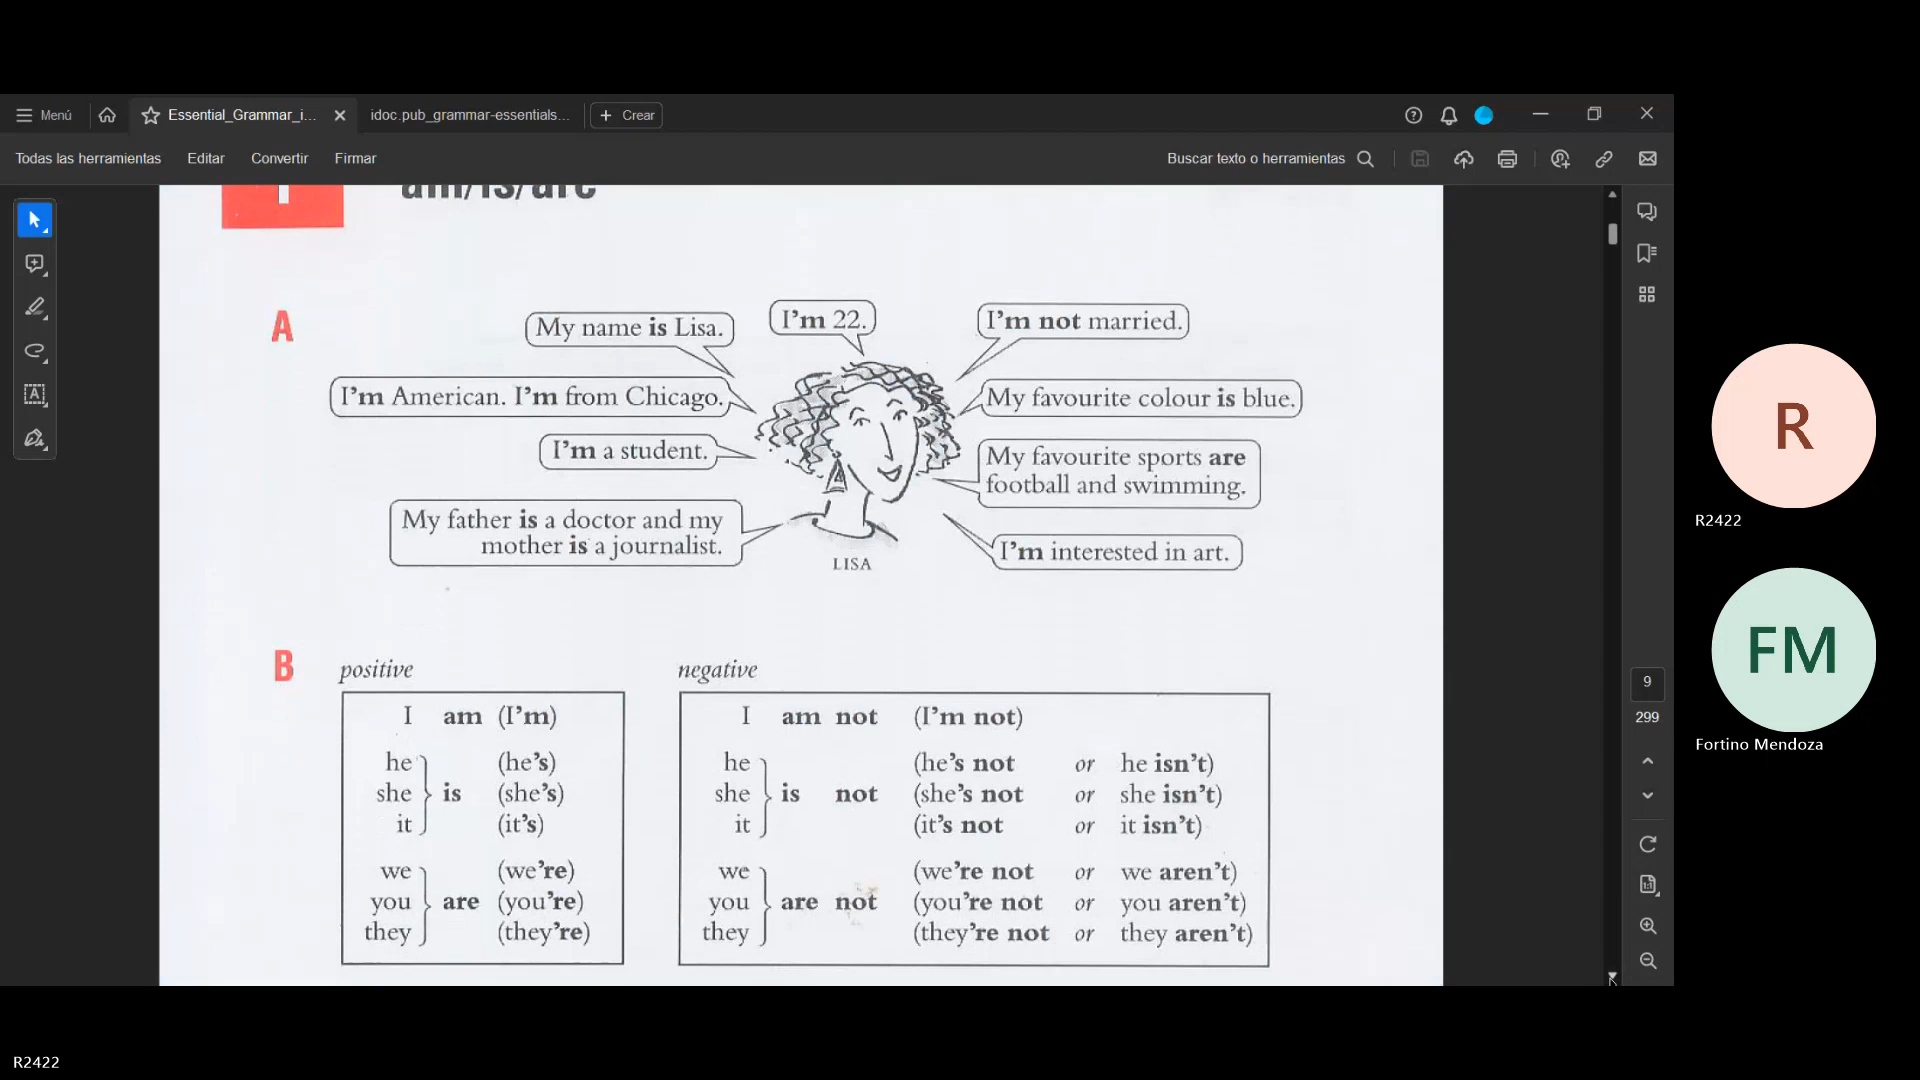 Menú
Essential_Grammar_i...
idoc.pub_grammar-essentials...
Crear
Todas las herramientas
Editar
Convertir
Firmar
Buscar texto o herramientas
am/is/are
A
My name is Lisa.
I'm 22.
I'm not married.
I'm American. I'm from Chicago.
My favourite colour is blue.
I'm a student.
My favourite sports are
football and swimming.
My father is a doctor and my
mother is a journalist.
I'm interested in art.
LISA
B
positive
negative
I am (I'm)
he (he's)
she is (she's)
it (it's)
we (we're)
you are (you're)
they (they're)
I am not (I'm not)
he (he's not or he isn't)
she is not (she's not or she isn't)
it (it's not or it isn't)
we (we're not or we aren't)
you are not (you're not or you aren't)
they (they're not or they aren't)
9
299
R
R2422
FM
Fortino Mendoza
R2422